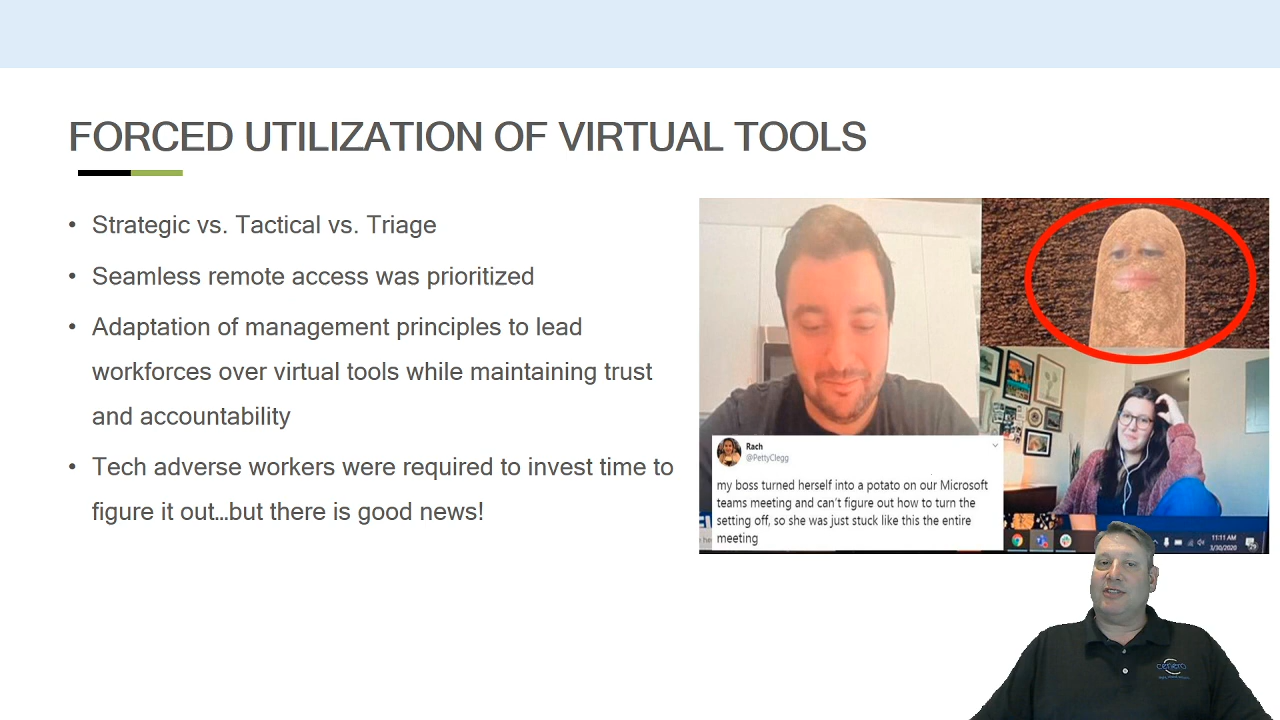 FORCED UTILIZATION OF VIRTUAL TOOLS
• Strategic vs. Tactical vs. Triage
• Seamless remote access was prioritized
• Adaptation of management principles to lead
workforces over virtual tools while maintaining trust
and accountability
• Tech adverse workers were required to invest time to
figure it out...but there is good news!
Rach
@PettyClegg
my boss turned herself into a potato on our Microsoft
teams meeting and can't figure out how to turn the
setting off, so she was just stuck like this the entire
meeting
11:11 AM
3/30/2020
cenero